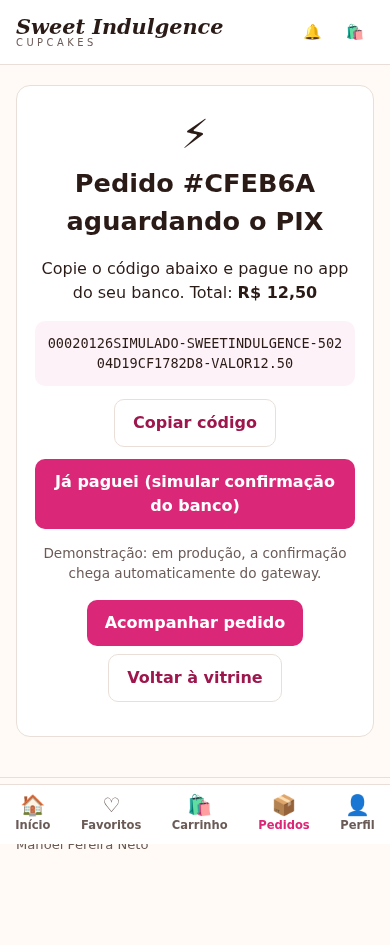 Sweet Indulgence
CUPCAKES
Pedido #CFEB6A
aguardando o PIX
Copie o código abaixo e pague no app
do seu banco. Total: R$ 12,50
00020126SIMULADO-SWEETINDULGENCE-502
04D19CF1782D8-VALOR12.50
Copiar código
Já paguei (simular confirmação
do banco)
Demonstração: em produção, a confirmação
chega automaticamente do gateway.
Acompanhar pedido
Voltar à vitrine
Início Favoritos Carrinho Pedidos Perfil
Manoel Pereira Neto